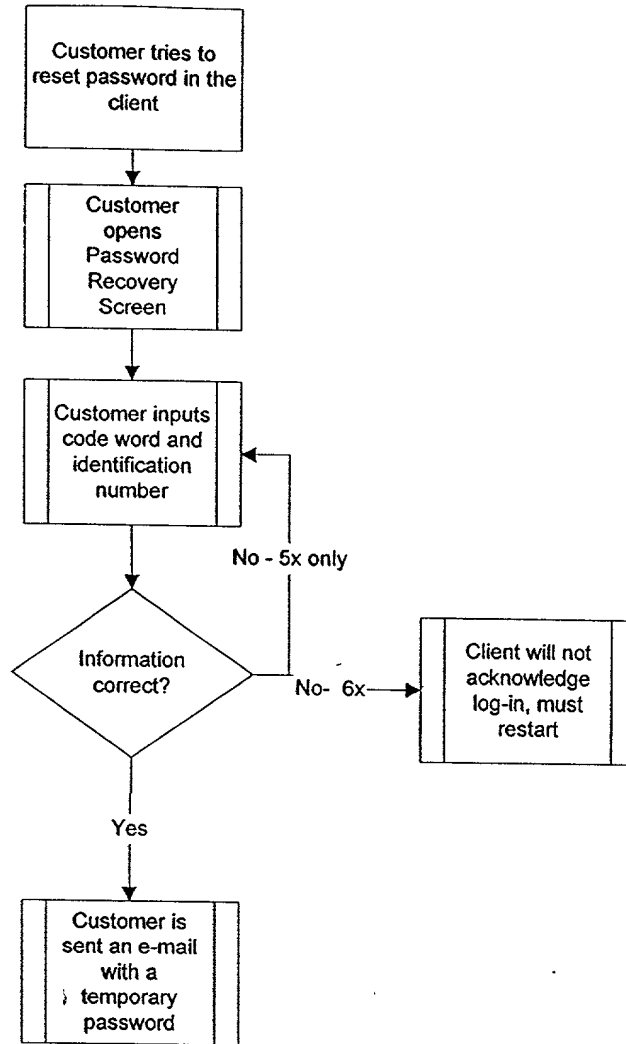 Customer tries to
reset password in the
client
Customer
opens
Password
Recovery
Screen
Customer inputs
code word and
identification
number
No - 5x only
Information
correct?
No- 6x
Client will not
acknowledge
log-in, must
restart
Yes
Customer is
sent an e-mail
with a
temporary
password